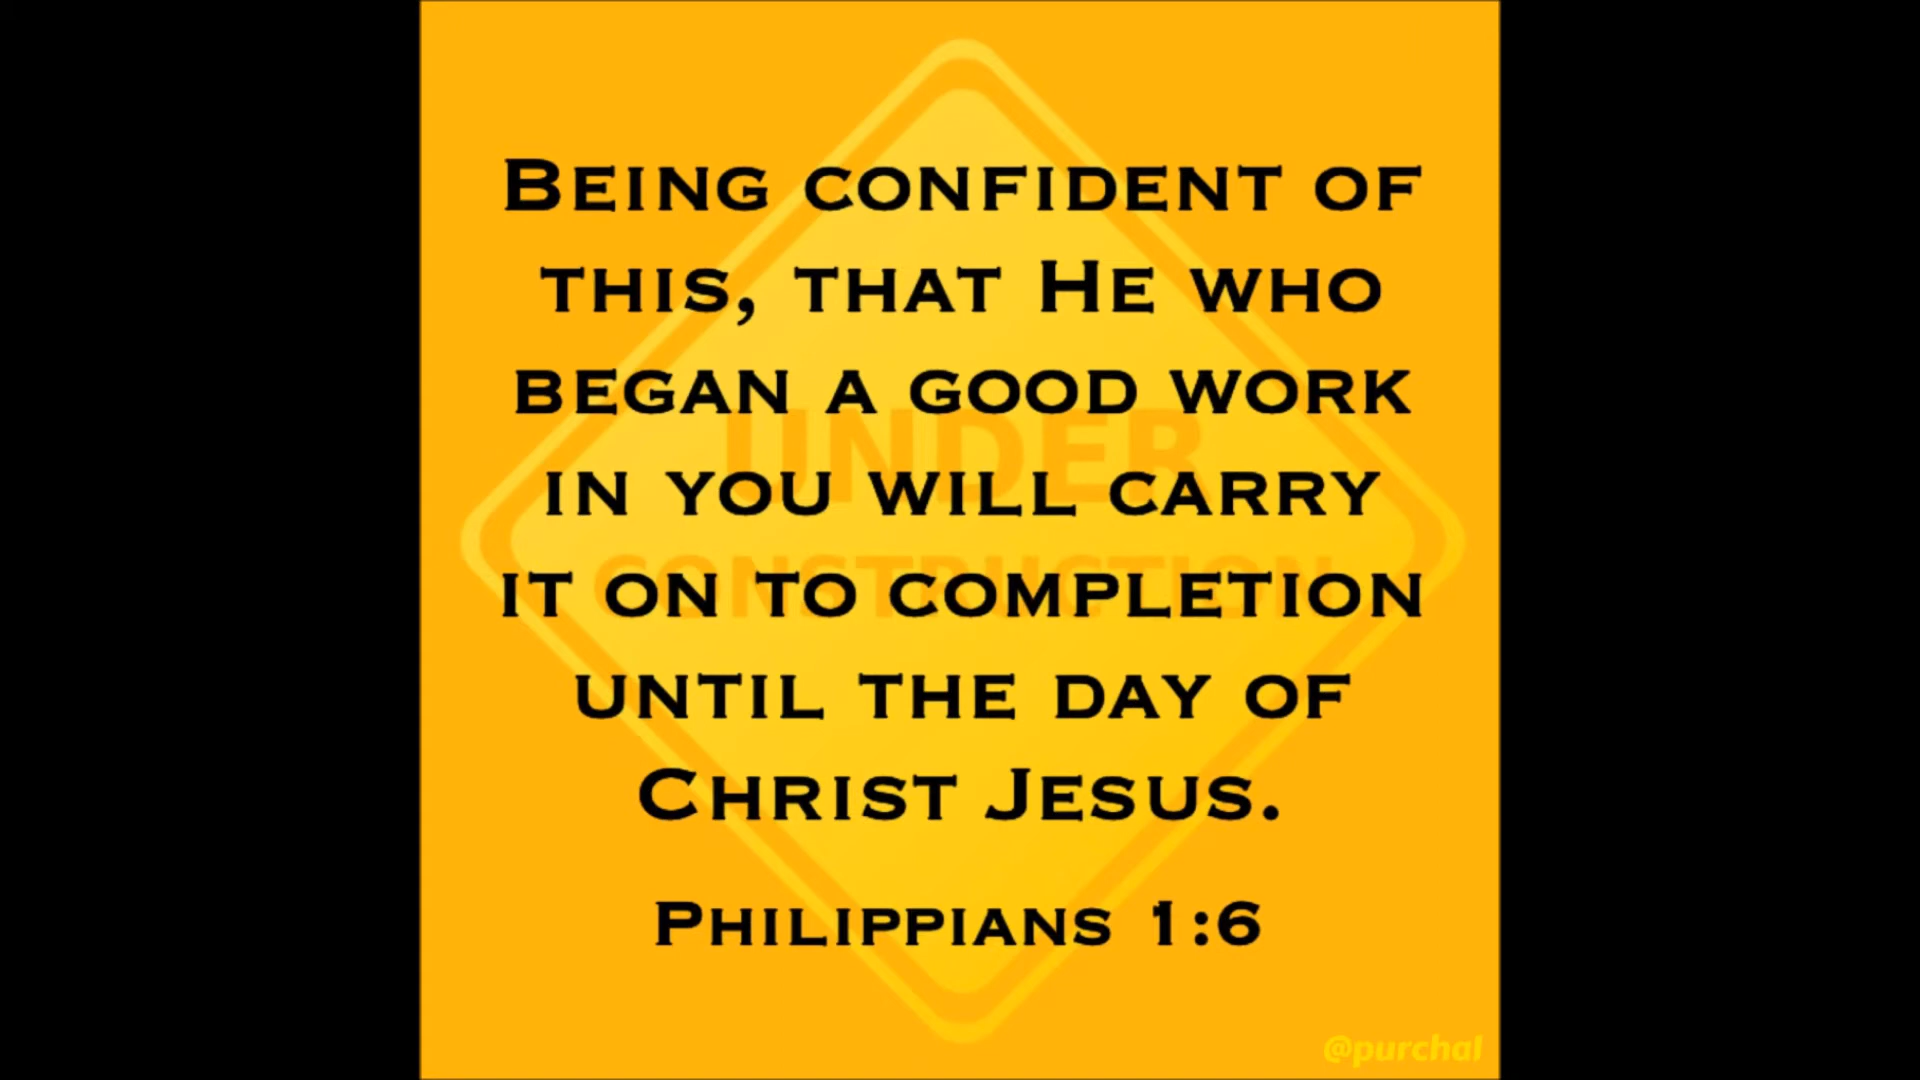 Being confident of
this, that He who
began a good work
in you will carry
it on to completion
until the day of
Christ Jesus.
Philippians 1:6
UNDER
CONSTRUCTION
@purchal